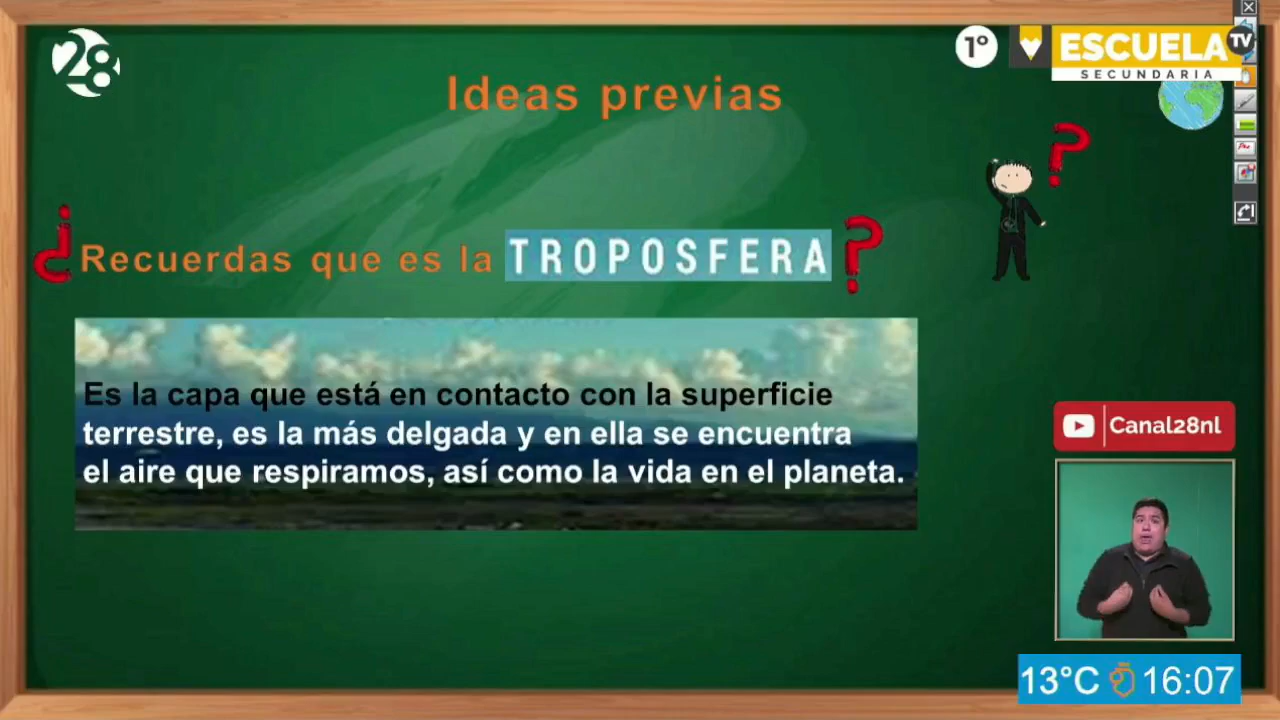 28
1°
ESCUELA
TV
SECUNDARIA
Ideas previas
¿Recuerdas que es la TROPOSFERA?
?
Es la capa que está en contacto con la superficie
terrestre, es la más delgada y en ella se encuentra
el aire que respiramos, así como la vida en el planeta.
Canal28nl
13°C 16:07